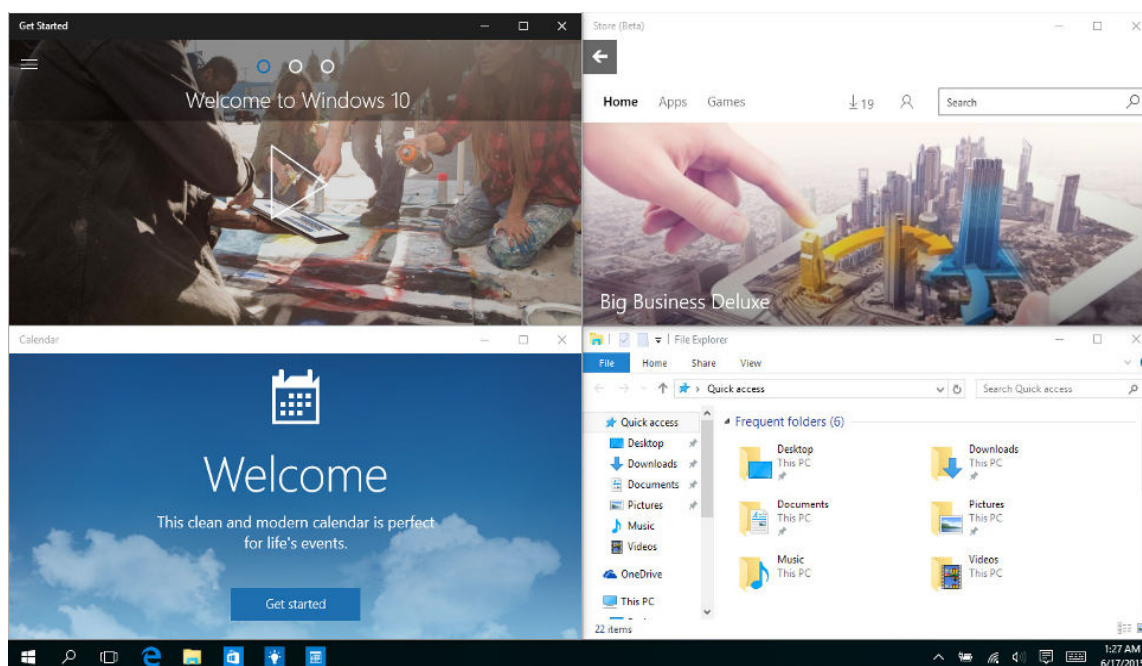 Get Started
Welcome to Windows 10
Store (Beta)
Home Apps Games 19 Search
Big Business Deluxe
Calendar
Welcome
This clean and modern calendar is perfect
for life's events.
Get started
File Explorer
File Home Share View
Quick access Search Quick access
Quick access
Desktop
Downloads
Documents
Pictures
Music
Videos
OneDrive
This PC
Frequent folders (6)
Desktop
This PC
Downloads
This PC
Documents
This PC
Pictures
This PC
Music
This PC
Videos
This PC
22 items
1:27 AM